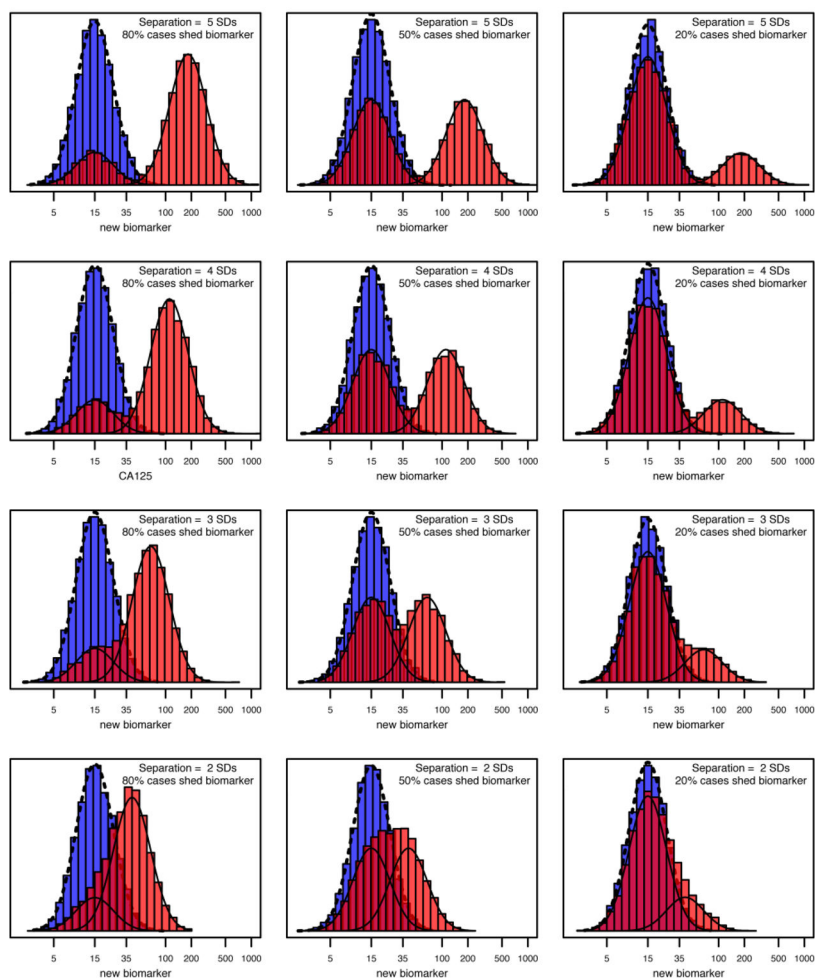 Separation = 5 SDs
80% cases shed biomarker
5 15 35 100 200 500 1000
new biomarker
Separation = 5 SDs
50% cases shed biomarker
5 15 35 100 200 500 1000
new biomarker
Separation = 5 SDs
20% cases shed biomarker
5 15 35 100 200 500 1000
new biomarker
Separation = 4 SDs
80% cases shed biomarker
5 15 35 100 200 500 1000
CA125
Separation = 4 SDs
50% cases shed biomarker
5 15 35 100 200 500 1000
new biomarker
Separation = 4 SDs
20% cases shed biomarker
5 15 35 100 200 500 1000
new biomarker
Separation = 3 SDs
80% cases shed biomarker
5 15 35 100 200 500 1000
new biomarker
Separation = 3 SDs
50% cases shed biomarker
5 15 35 100 200 500 1000
new biomarker
Separation = 3 SDs
20% cases shed biomarker
5 15 35 100 200 500 1000
new biomarker
Separation = 2 SDs
80% cases shed biomarker
5 15 35 100 200 500 1000
new biomarker
Separation = 2 SDs
50% cases shed biomarker
5 15 35 100 200 500 1000
new biomarker
Separation = 2 SDs
20% cases shed biomarker
5 15 35 100 200 500 1000
new biomarker